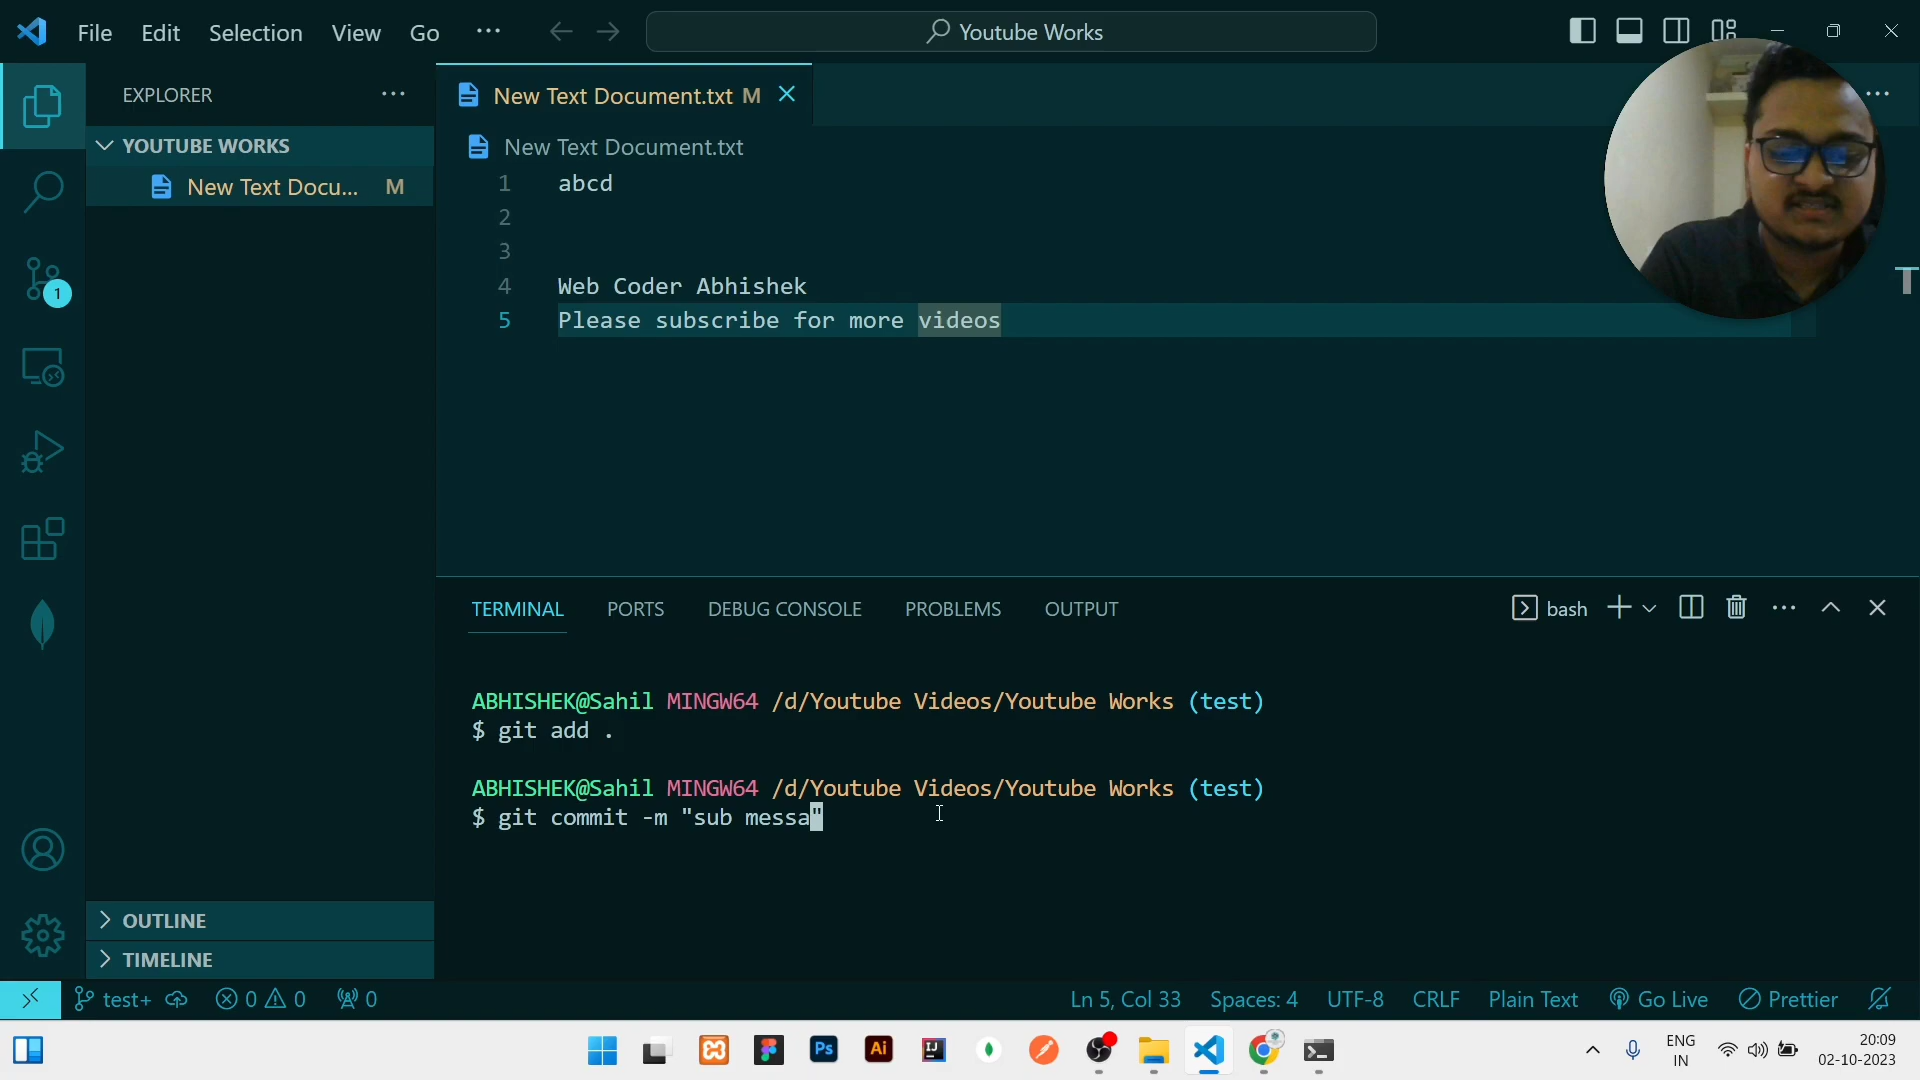 File Edit Selection View Go ··· Youtube Works
EXPLORER
YOUTUBE WORKS
New Text Docu... M
1
New Text Document.txt M
New Text Document.txt
1 abcd
2
3
4 Web Coder Abhishek
5 Please subscribe for more videos
TERMINAL PORTS DEBUG CONSOLE PROBLEMS OUTPUT bash
ABHISHEK@Sahil MINGW64 /d/Youtube Videos/Youtube Works (test)
$ git add .
ABHISHEK@Sahil MINGW64 /d/Youtube Videos/Youtube Works (test)
$ git commit -m "sub messa"
OUTLINE
TIMELINE
test+ 0 0 0 Ln 5, Col 33 Spaces: 4 UTF-8 CRLF Plain Text Go Live Prettier
Ps Ai IJ
ENG
IN
20:09
02-10-2023